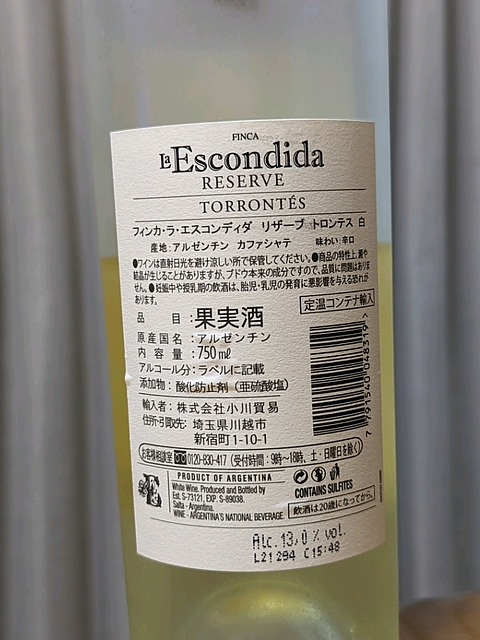 FINCA
La Escondida
RESERVE
TORRONTÉS
フィンカ・ラ・エスコンディダ リザーブ トロンテス 白
産地:アルゼンチン カファジャテ 味わい:辛口
●ワインは直射日光を避け涼しい所で保管してください。●商品の特性上、澱や
結晶が生じることがありますが、ブドウ本来の成分ですので、品質に問題はありま
せん。●妊娠中や授乳期の飲酒は、胎児・乳児の発育に悪影響を与える恐れが
あります。
定温コンテナ輸入
品目:果実酒
原産国名:アルゼンチン
内容量:750㎖
アルコール分:ラベルに記載
添加物:酸化防止剤(亜硫酸塩)
輸入者:株式会社小川貿易
住所・引取先:埼玉県川越市
新宿町1-10-1
7791540048319>
お客様相談室 0120-830-417(受付時間:9時〜18時、土・日曜日を除く)
PRODUCT OF ARGENTINA
White Wine. Produced and Bottled by
Est. S-73121, EXP. S-89038.
Salta - Argentina.
WINE - ARGENTINA'S NATIONAL BEVERAGE.
CONTAINS SULFITES
飲酒は20歳になってから。
Alc.13,0 % vol.
L21294 C15:48